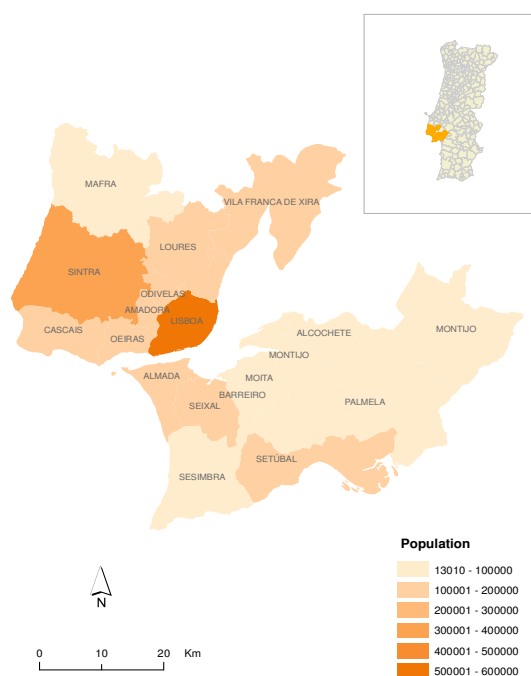 MAFRA
VILA FRANCA DE XIRA
LOURES
SINTRA
ODIVELAS
AMADORA
LISBOA
CASCAIS
OEIRAS
ALCOCHETE
MONTIJO
MONTIJO
ALMADA
MOITA
BARREIRO
SEIXAL
PALMELA
SETÚBAL
SESIMBRA
Population
13010 - 100000
100001 - 200000
200001 - 300000
300001 - 400000
400001 - 500000
500001 - 600000
N
0 10 20 Km